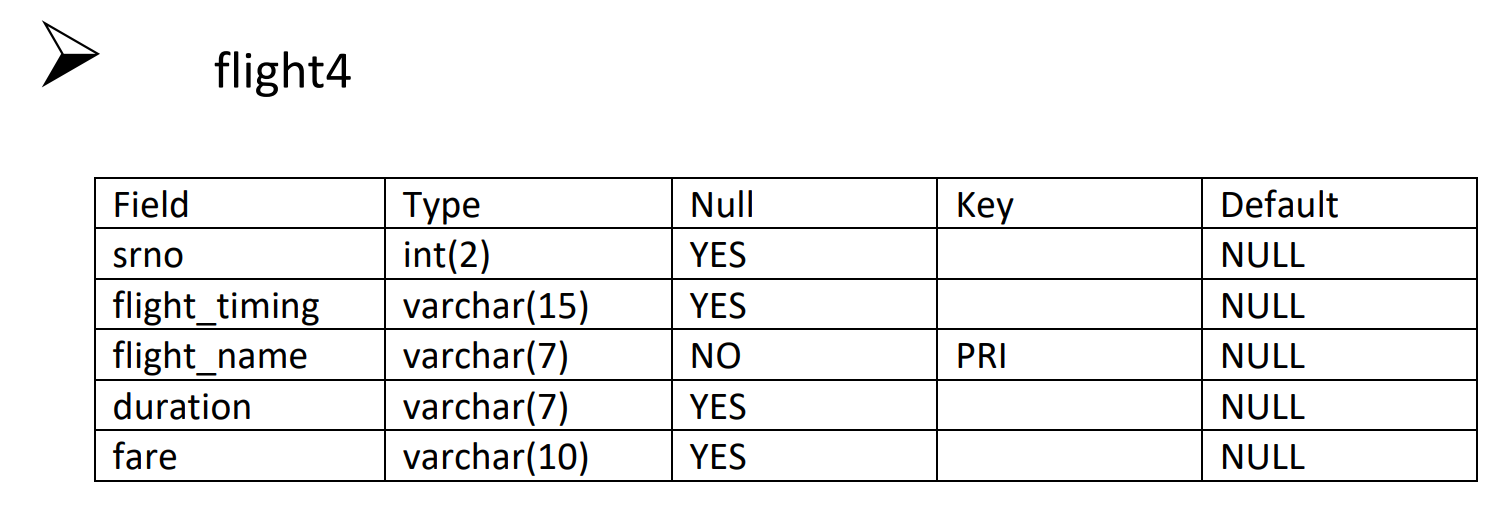 flight4
Field Type Null Key Default
srno int(2) YES NULL
flight_timing varchar(15) YES NULL
flight_name varchar(7) NO PRI NULL
duration varchar(7) YES NULL
fare varchar(10) YES NULL